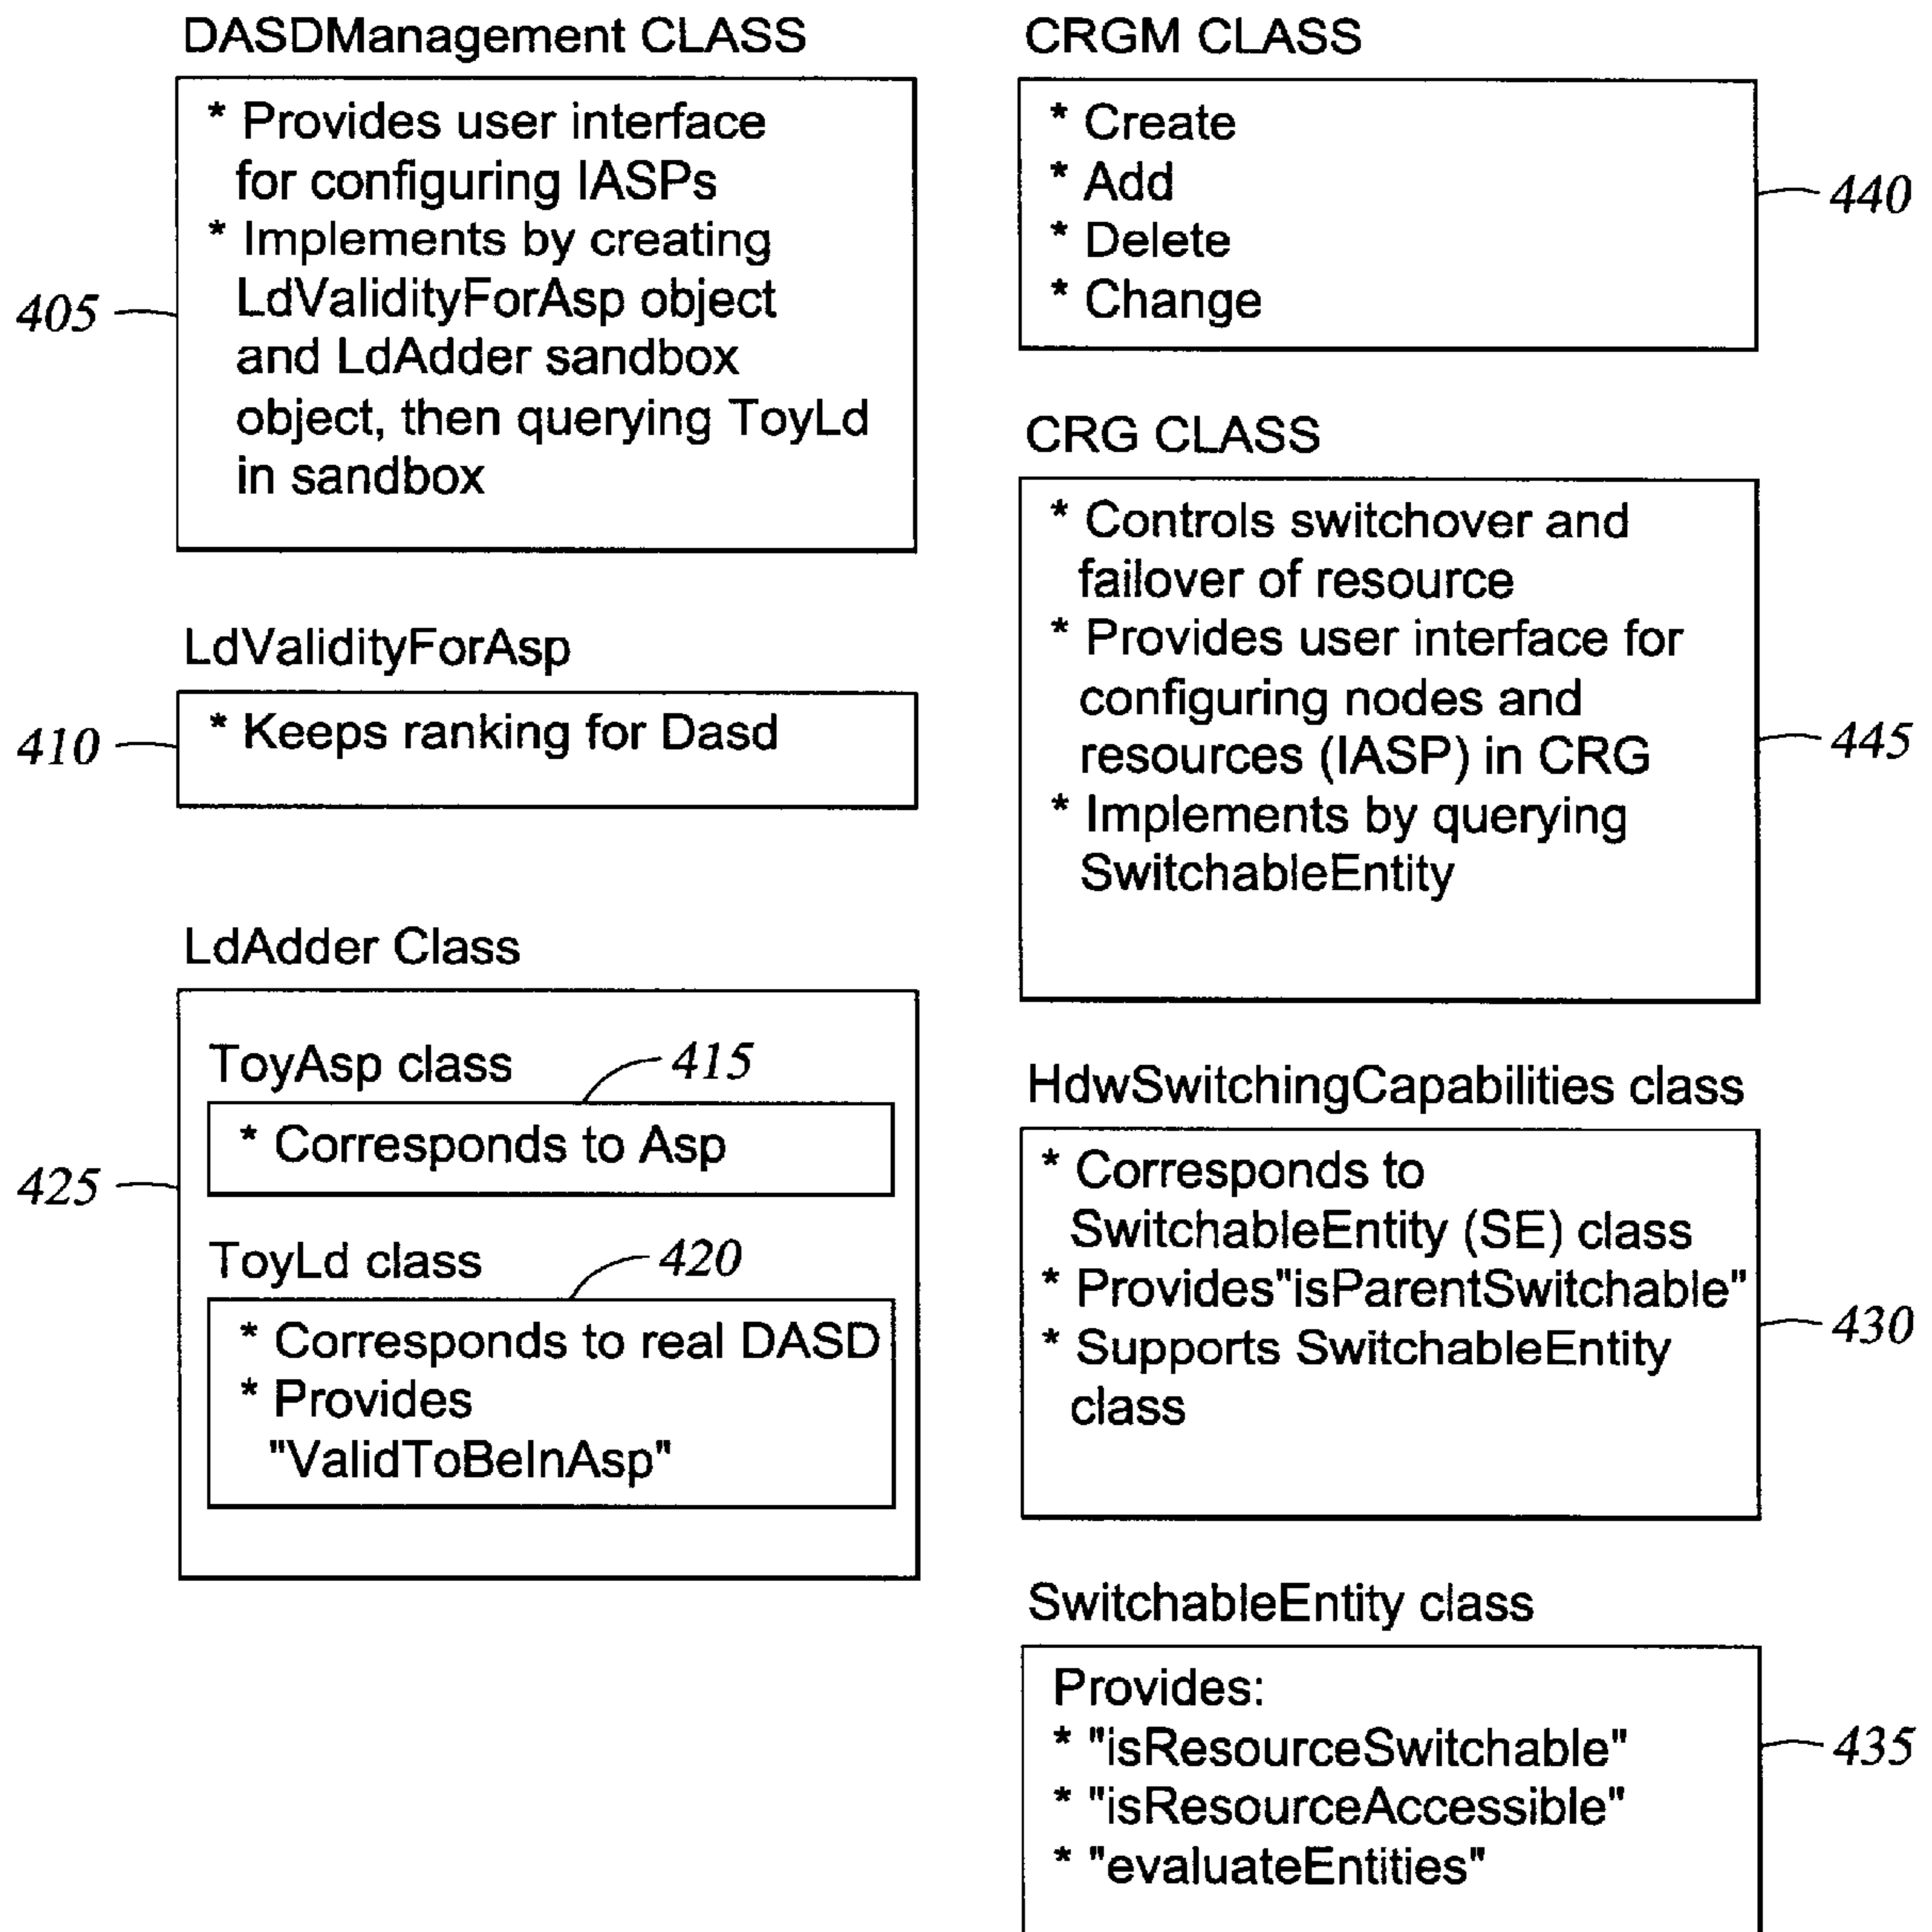 DASDManagement CLASS
* Provides user interface
for configuring IASPs
* Implements by creating
LdValidityForAsp object
and LdAdder sandbox
object, then querying ToyLd
in sandbox
405
LdValidityForAsp
* Keeps ranking for Dasd
410
LdAdder Class
ToyAsp class
415
* Corresponds to Asp
425
ToyLd class
420
* Corresponds to real DASD
* Provides
"ValidToBeInAsp"
CRGM CLASS
* Create
* Add
* Delete
* Change
440
CRG CLASS
* Controls switchover and
failover of resource
* Provides user interface for
configuring nodes and
resources (IASP) in CRG
* Implements by querying
SwitchableEntity
445
HdwSwitchingCapabilities class
* Corresponds to
SwitchableEntity (SE) class
* Provides"isParentSwitchable"
* Supports SwitchableEntity
class
430
SwitchableEntity class
Provides:
* "isResourceSwitchable"
* "isResourceAccessible"
* "evaluateEntities"
435